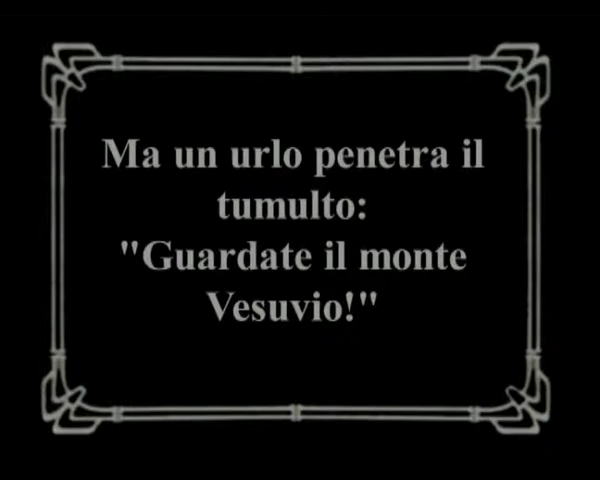 Ma un urlo penetra il
tumulto:
"Guardate il monte
Vesuvio!"